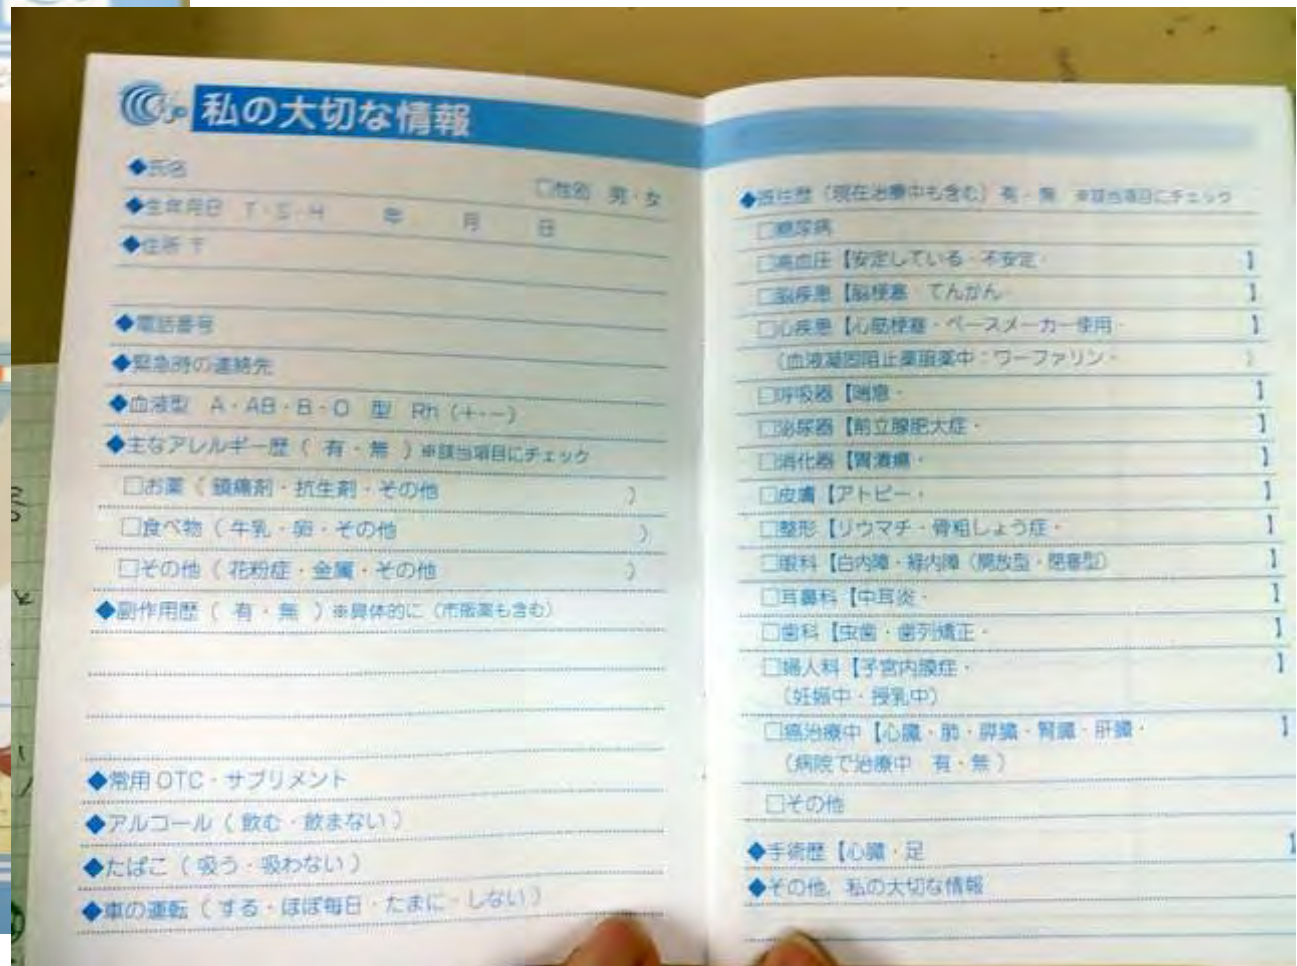 私の大切な情報
◆氏名 □性別 男・女
◆生年月日 T・S・H 年 月 日
◆住所 〒
◆電話番号
◆緊急時の連絡先
◆血液型 A・AB・B・O 型 Rh (+・-)
◆主なアレルギー歴 ( 有・無 ) ※該当項目にチェック
□お薬 ( 鎮痛剤・抗生剤・その他 )
□食べ物 ( 牛乳・卵・その他 )
□その他 ( 花粉症・金属・その他 )
◆副作用歴 ( 有・無 ) ※具体的に (市販薬も含む)
◆常用OTC・サプリメント
◆アルコール ( 飲む・飲まない )
◆たばこ ( 吸う・吸わない )
◆車の運転 ( する・ほぼ毎日・たまに・しない )
◆既往歴 (現在治療中も含む) 有・無 ※該当項目にチェック
□糖尿病
□高血圧【安定している・不安定・ 】
□脳疾患【脳梗塞・てんかん・ 】
□心疾患【心筋梗塞・ペースメーカー使用・ 】
(血液凝固阻止薬服薬中:ワーファリン・ )
□呼吸器【喘息・ 】
□泌尿器【前立腺肥大症・ 】
□消化器【胃潰瘍・ 】
□皮膚【アトピー・ 】
□整形【リウマチ・骨粗しょう症・ 】
□眼科【白内障・緑内障 (開放型・閉塞型) 】
□耳鼻科【中耳炎・ 】
□歯科【虫歯・歯列矯正・ 】
□婦人科【子宮内膜症・ 】
(妊娠中・授乳中)
□癌治療中【心臓・肺・膵臓・腎臓・肝臓・ 】
(病院で治療中 有・無 )
□その他
◆手術歴【心臓・足 】
◆その他、私の大切な情報